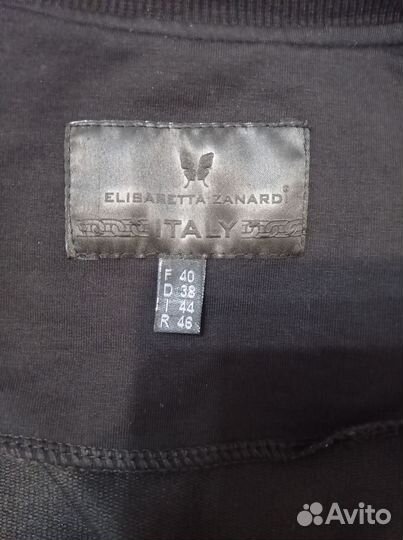 ELISABETTA ZANARDI®
ITALY
F 40
D 38
I 44
R 46
Avito